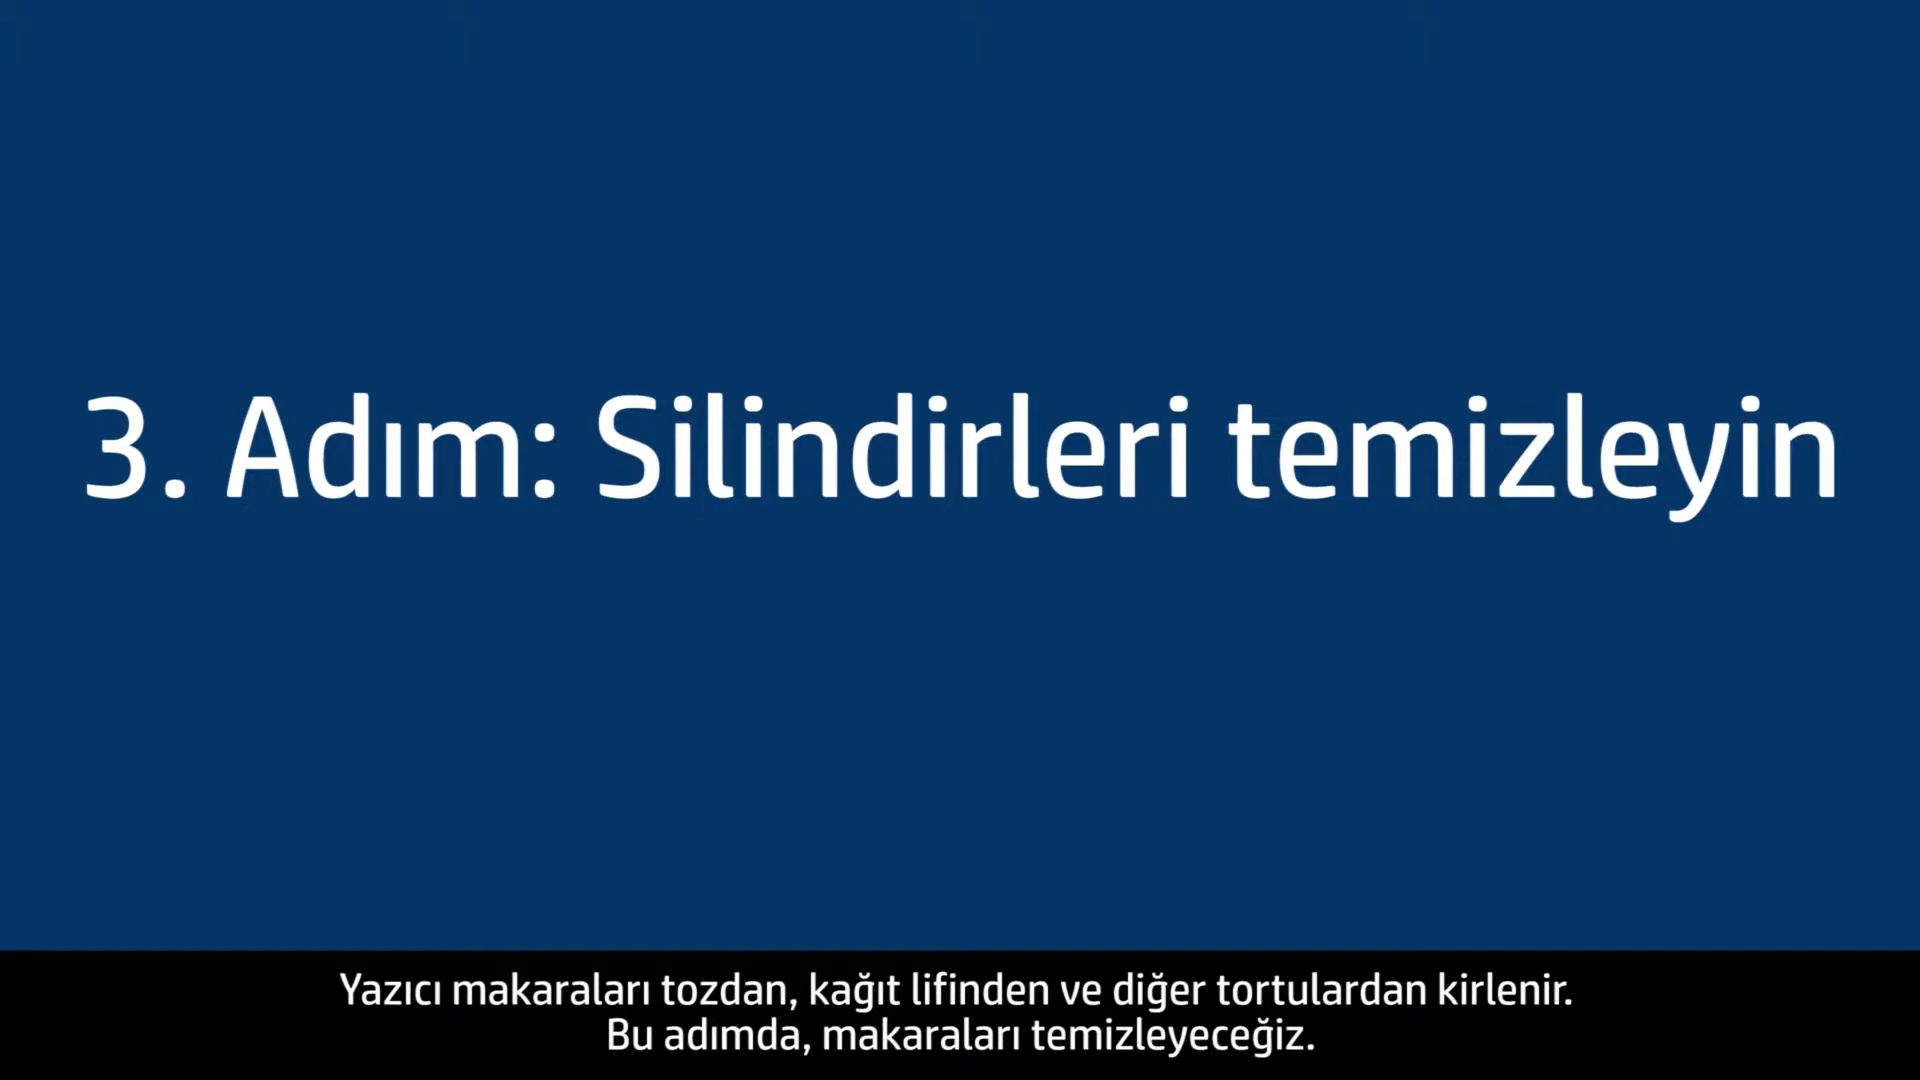 3. Adım: Silindirleri temizleyin
Yazıcı makaraları tozdan, kağıt lifinden ve diğer tortulardan kirlenir.
Bu adımda, makaraları temizleyeceğiz.